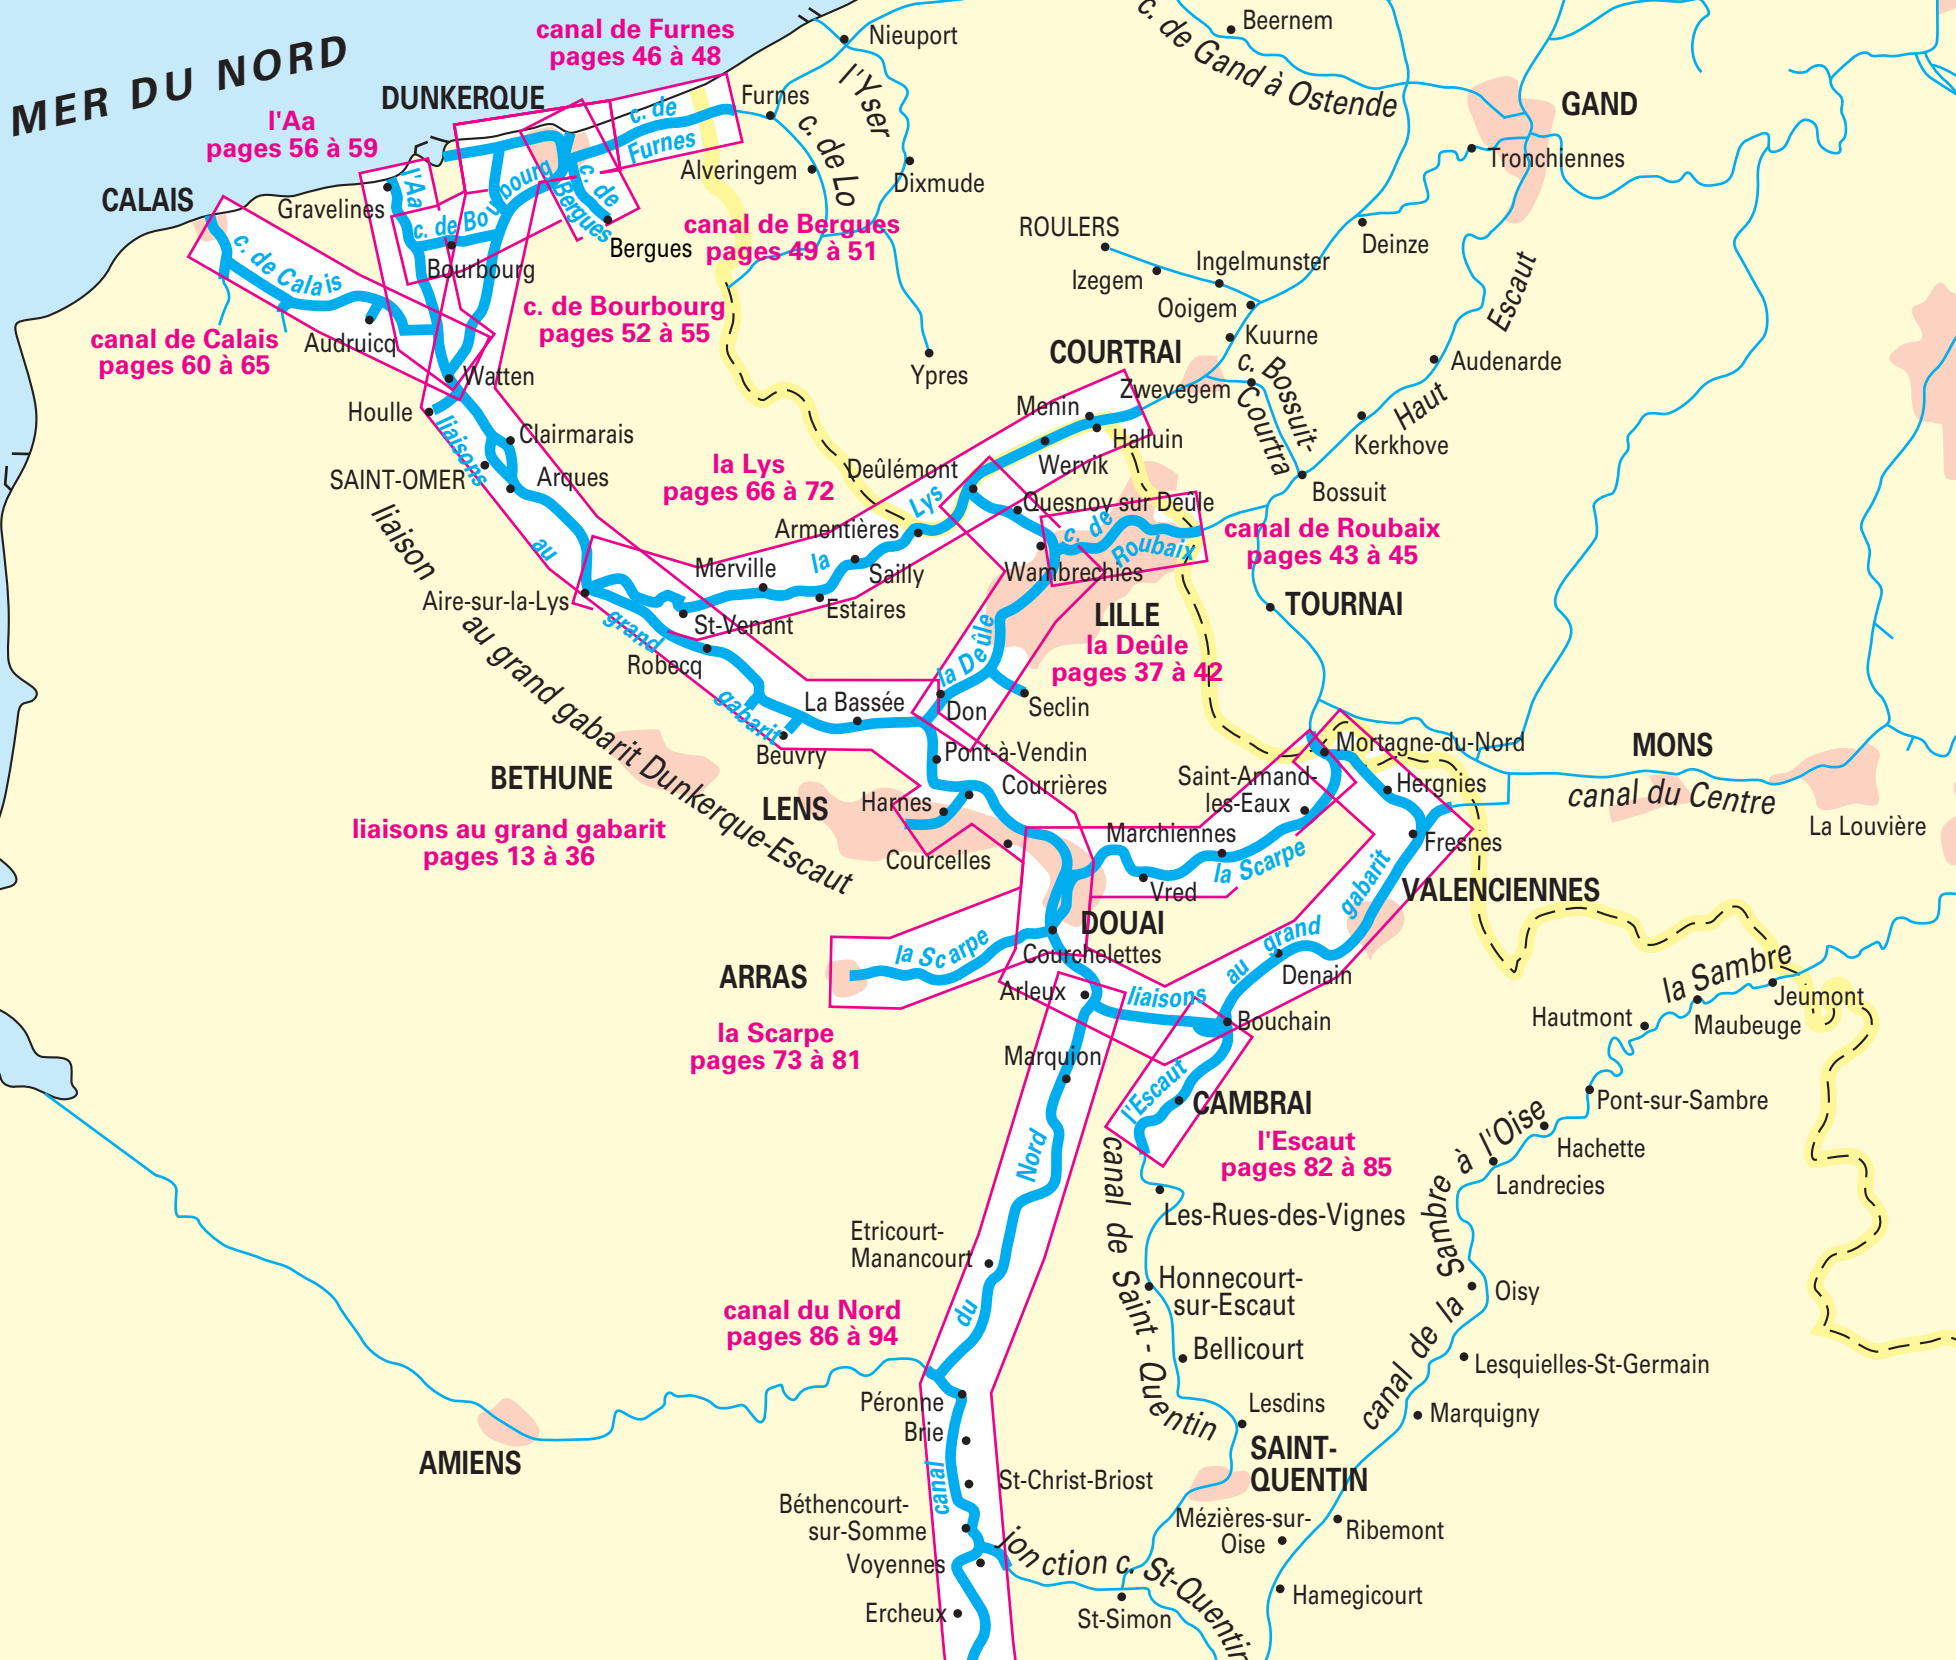 MER DU NORD
canal de Furnes
pages 46 à 48
Nieuport
Beernem
c. de Gand à Ostende
GAND
Tronchiennes
DUNKERQUE
l'Aa
pages 56 à 59
c. de
Furnes
Furnes
l'Yser
c. de Lo
Alveringem
Dixmude
CALAIS
Gravelines
l'Aa
c. de Bourbourg
c. de
Bergues
Bergues
Bourbourg
canal de Bergues
pages 49 à 51
ROULERS
Izegem
Ingelmunster
Ooigem
Kuurne
Deinze
Escaut
Haut
c. de Calais
canal de Calais
pages 60 à 65
Audruicq
c. de Bourbourg
pages 52 à 55
Watten
Houlle
Ypres
COURTRAI
Zwevegem
c. Bossuit-
Courtra
Audenarde
Kerkhove
Bossuit
Menin
Halluin
Wervik
Clairmarais
SAINT-OMER
Arques
liaisons
au
grand
gabarit
la Lys
pages 66 à 72
Deûlémont
Quesnoy sur Deûle
Lys
la
Armentières
Sailly
Merville
Estaires
Aire-sur-la-Lys
St-Venant
Robecq
c. de
Roubaix
Wambrechies
canal de Roubaix
pages 43 à 45
LILLE
la Deûle
pages 37 à 42
TOURNAI
la Deûle
liaison au grand gabarit Dunkerque-Escaut
La Bassée
Don
Seclin
Beuvry
BETHUNE
Pont-à-Vendin
Courrières
LENS
Harnes
Courcelles
liaisons au grand gabarit
pages 13 à 36
Mortagne-du-Nord
Saint-Amand-
les-Eaux
Hergnies
MONS
canal du Centre
La Louvière
Marchiennes
la Scarpe
Vred
Fresnes
VALENCIENNES
DOUAI
Courchelettes
ARRAS
la Scarpe
la Scarpe
pages 73 à 81
Arleux
liaisons
au
grand
gabarit
Denain
Bouchain
la Sambre
Jeumont
Maubeuge
Hautmont
Pont-sur-Sambre
Hachette
Landrecies
Marquion
l'Escaut
CAMBRAI
l'Escaut
pages 82 à 85
Les-Rues-des-Vignes
canal de Saint - Quentin
Honnecourt-
sur-Escaut
Bellicourt
canal de la Sambre à l'Oise
Oisy
Lesquielles-St-Germain
Marquigny
Nord
du
canal
Etricourt-
Manancourt
canal du Nord
pages 86 à 94
Péronne
Brie
AMIENS
St-Christ-Briost
Lesdins
SAINT-
QUENTIN
Béthencourt-
sur-Somme
Voyennes
Ercheux
jonction c. St-Quentin
St-Simon
Mézières-sur-
Oise
Ribemont
Hamegicourt